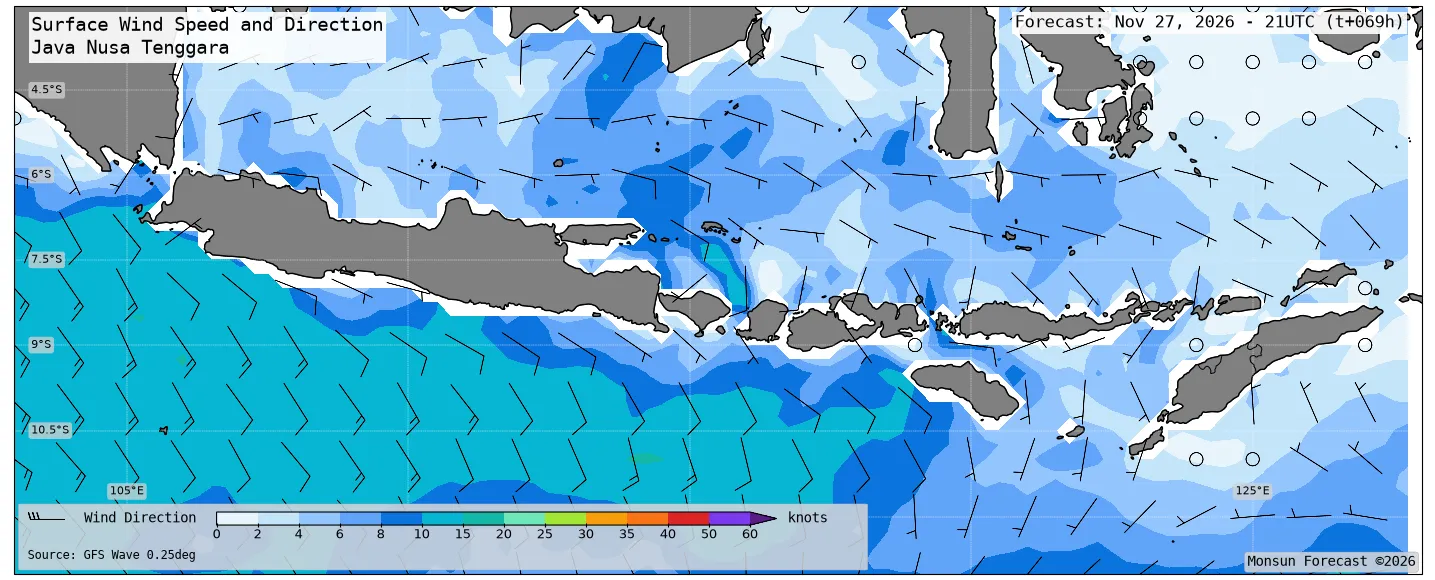 Surface Wind Speed and Direction
Java Nusa Tenggara
Forecast: Nov 27, 2026 - 21UTC (t+069h)
4.5°S
6°S
7.5°S
9°S
10.5°S
105°E
125°E
Wind Direction
0 2 4 6 8 10 15 20 25 30 35 40 50 60
knots
Source: GFS Wave 0.25deg
Monsun Forecast ©2026